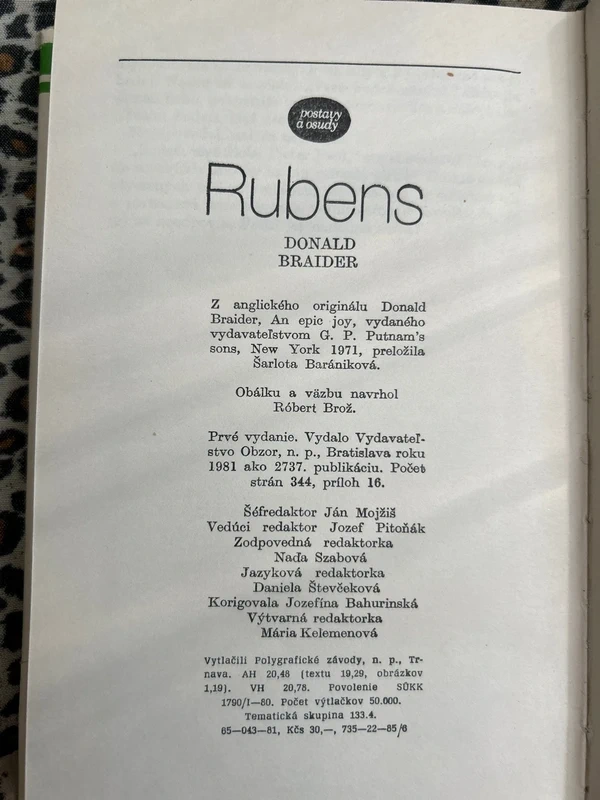 postavy
a osudy
Rubens
DONALD
BRAIDER
Z anglického originálu Donald
Braider, An epic joy, vydaného
vydavateľstvom G. P. Putnam's
sons, New York 1971, preložila
Šarlota Barániková.
Obálku a väzbu navrhol
Róbert Brož.
Prvé vydanie. Vydalo Vydavateľ-
stvo Obzor, n. p., Bratislava roku
1981 ako 2737. publikáciu. Počet
strán 344, príloh 16.
Šéfredaktor Ján Mojžiš
Vedúci redaktor Jozef Pitoňák
Zodpovedná redaktorka
Naďa Szabová
Jazyková redaktorka
Daniela Števčeková
Korigovala Jozefína Bahurinská
Výtvarná redaktorka
Mária Kelemenová
Vytlačili Polygrafické závody, n. p., Tr-
nava. AH 20,48 (textu 19,29, obrázkov
1,19). VH 20,78. Povolenie SÚKK
1790/I—80. Počet výtlačkov 50.000.
Tematická skupina 133.4.
65—043—81, Kčs 30,—, 735—22—85/6